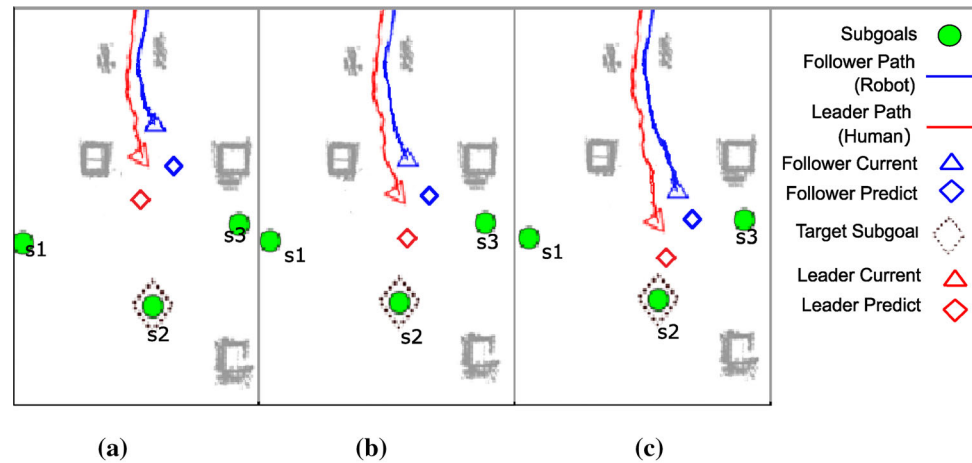 s1
s3
s2
(a)
s1
s3
s2
(b)
s1
s3
s2
(c)
Subgoals
Follower Path
(Robot)
Leader Path
(Human)
Follower Current
Follower Predict
Target Subgoal
Leader Current
Leader Predict